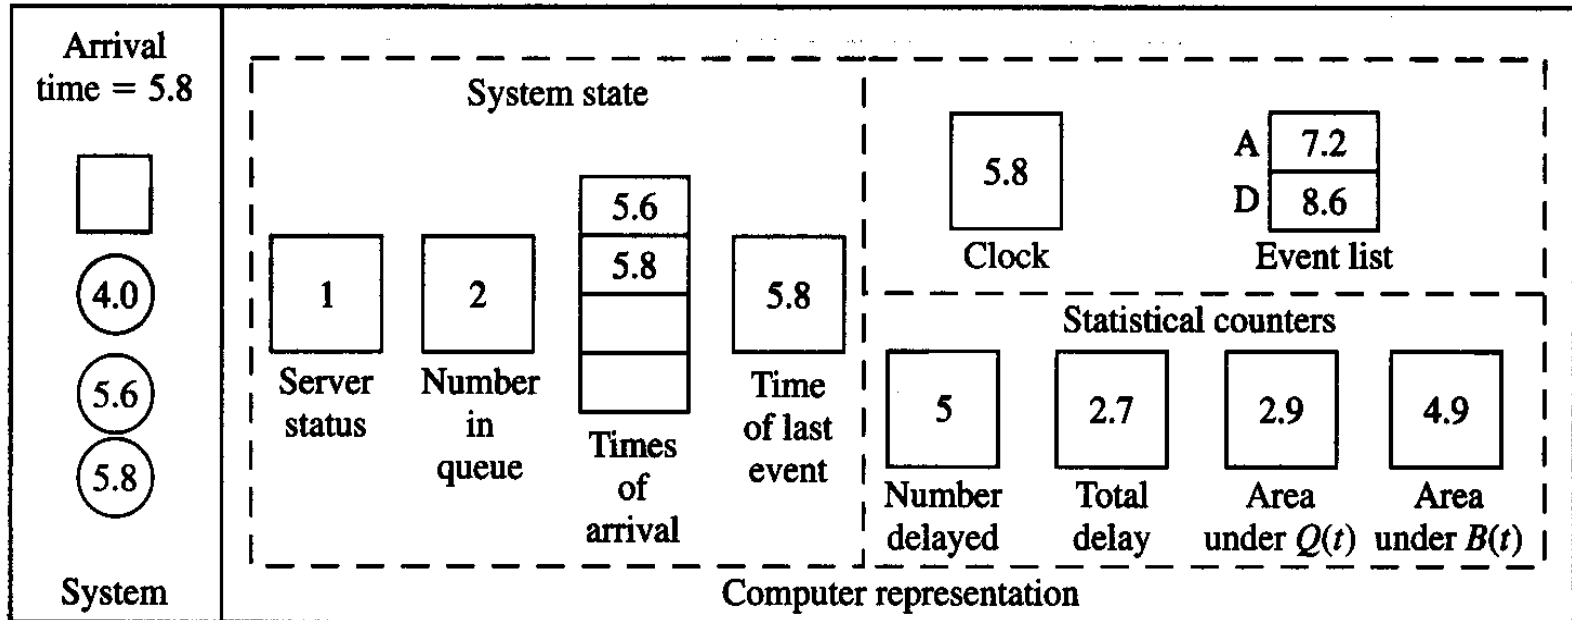 Arrival
time = 5.8
4.0
5.6
5.8
System
System state
1
Server
status
2
Number
in
queue
5.6
5.8
Times
of
arrival
5.8
Time
of last
event
5.8
Clock
A 7.2
D 8.6
Event list
Statistical counters
5
Number
delayed
2.7
Total
delay
2.9
Area
under Q(t)
4.9
Area
under B(t)
Computer representation